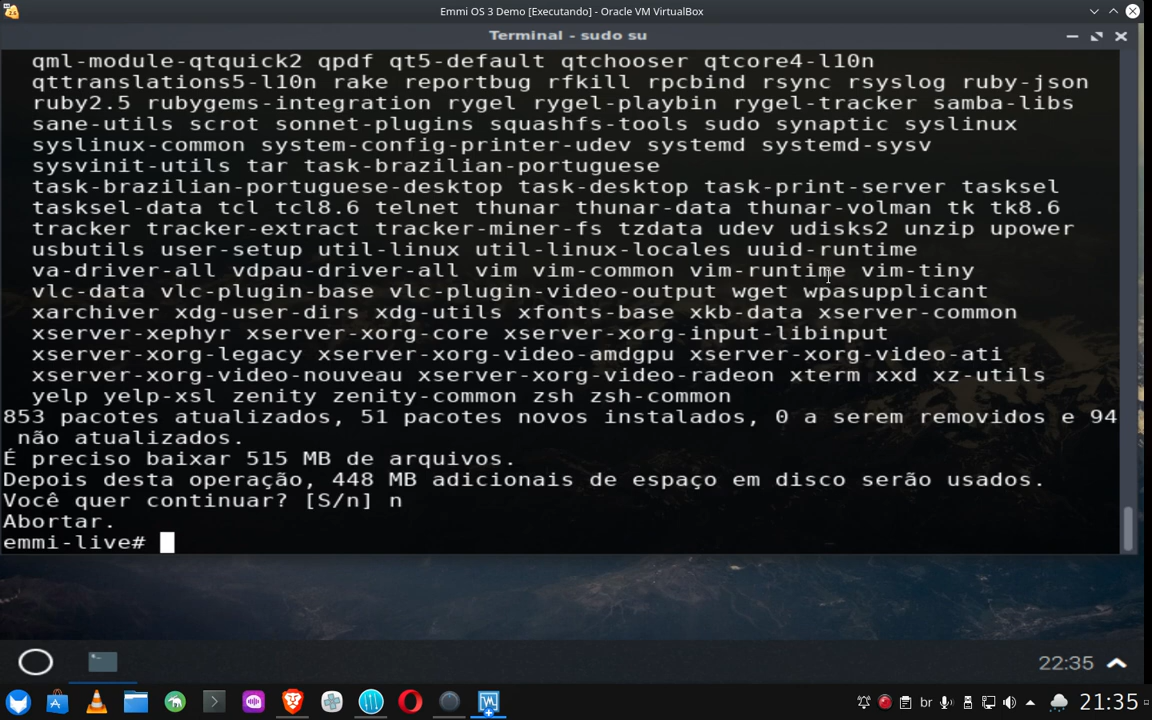 Emmi OS 3 Demo [Executando] - Oracle VM VirtualBox
Terminal - sudo su
qml-module-qtquick2 qpdf qt5-default qtchooser qtcore4-l10n
qttranslations5-l10n rake reportbug rfkill rpcbind rsync rsyslog ruby-json
ruby2.5 rubygems-integration rygel rygel-playbin rygel-tracker samba-libs
sane-utils scrot sonnet-plugins squashfs-tools sudo synaptic syslinux
syslinux-common system-config-printer-udev systemd systemd-sysv
sysvinit-utils tar task-brazilian-portuguese
task-brazilian-portuguese-desktop task-desktop task-print-server tasksel
tasksel-data tcl tcl8.6 telnet thunar thunar-data thunar-volman tk tk8.6
tracker tracker-extract tracker-miner-fs tzdata udev udisks2 unzip upower
usbutils user-setup util-linux util-linux-locales uuid-runtime
va-driver-all vdpau-driver-all vim vim-common vim-runtime vim-tiny
vlc-data vlc-plugin-base vlc-plugin-video-output wget wpasupplicant
xarchiver xdg-user-dirs xdg-utils xfonts-base xkb-data xserver-common
xserver-xephyr xserver-xorg-core xserver-xorg-input-libinput
xserver-xorg-legacy xserver-xorg-video-amdgpu xserver-xorg-video-ati
xserver-xorg-video-nouveau xserver-xorg-video-radeon xterm xxd xz-utils
yelp yelp-xsl zenity zenity-common zsh zsh-common
853 pacotes atualizados, 51 pacotes novos instalados, 0 a serem removidos e 94
não atualizados.
É preciso baixar 515 MB de arquivos.
Depois desta operação, 448 MB adicionais de espaço em disco serão usados.
Você quer continuar? [S/n] n
Abortar.
emmi-live#
22:35
br
21:35